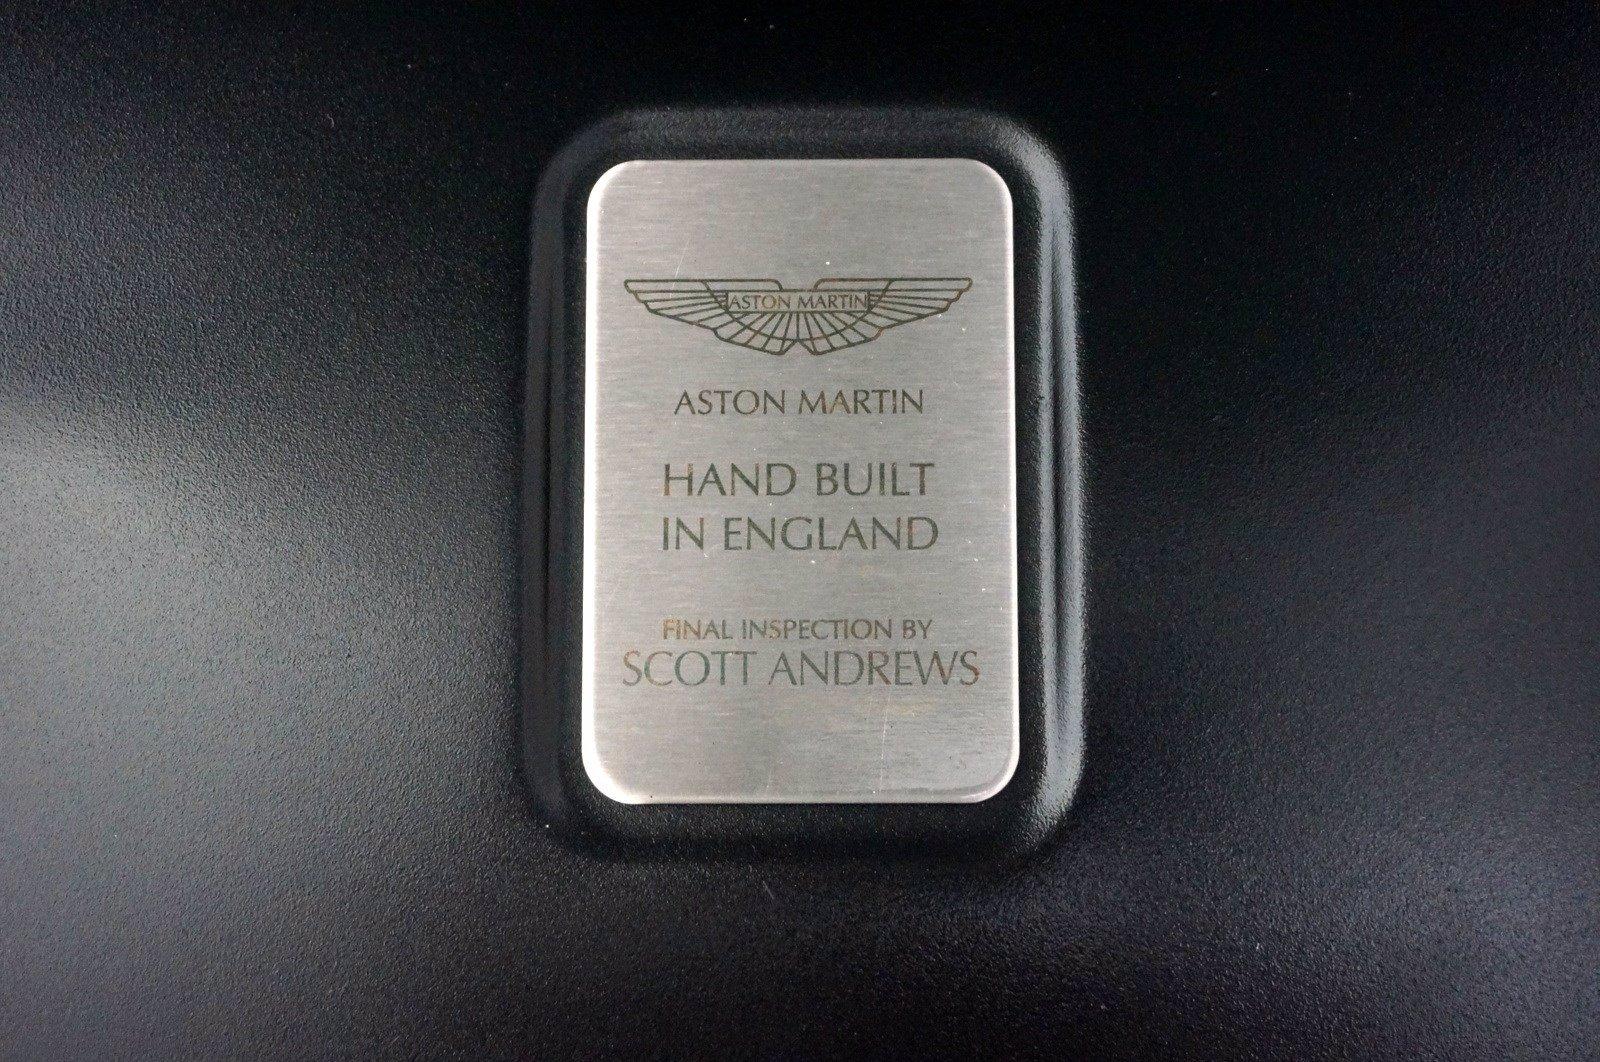 ASTON MARTIN
ASTON MARTIN
HAND BUILT
IN ENGLAND
FINAL INSPECTION BY
SCOTT ANDREWS